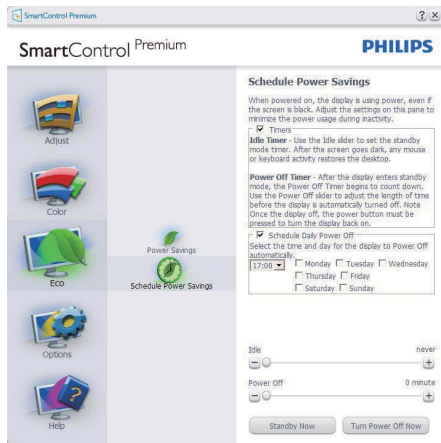 SmartControl Premium
? X
SmartControl Premium
PHILIPS
Adjust
Color
Eco
Options
Help
Power Savings
Schedule Power Savings
Schedule Power Savings
When powered on, the display is using power, even if
the screen is black. Adjust the settings on this pane to
minimize the power usage during inactivity.
Timers
Idle Timer - Use the Idle slider to set the standby
mode timer. After the screen goes dark, any mouse
or keyboard activity restores the desktop.
Power Off Timer - After the display enters standby
mode, the Power Off Timer begins to count down.
Use the Power Off slider to adjust the length of time
before the display is automatically turned off. Note
Once the display off, the power button must be
pressed to turn the display back on.
Schedule Daily Power Off
Select the time and day for the display to Power Off
automatically.
17:00 Monday Tuesday Wednesday
Thursday Friday
Saturday Sunday
Idle never
Power Off 0 minute
Standby Now Turn Power Off Now